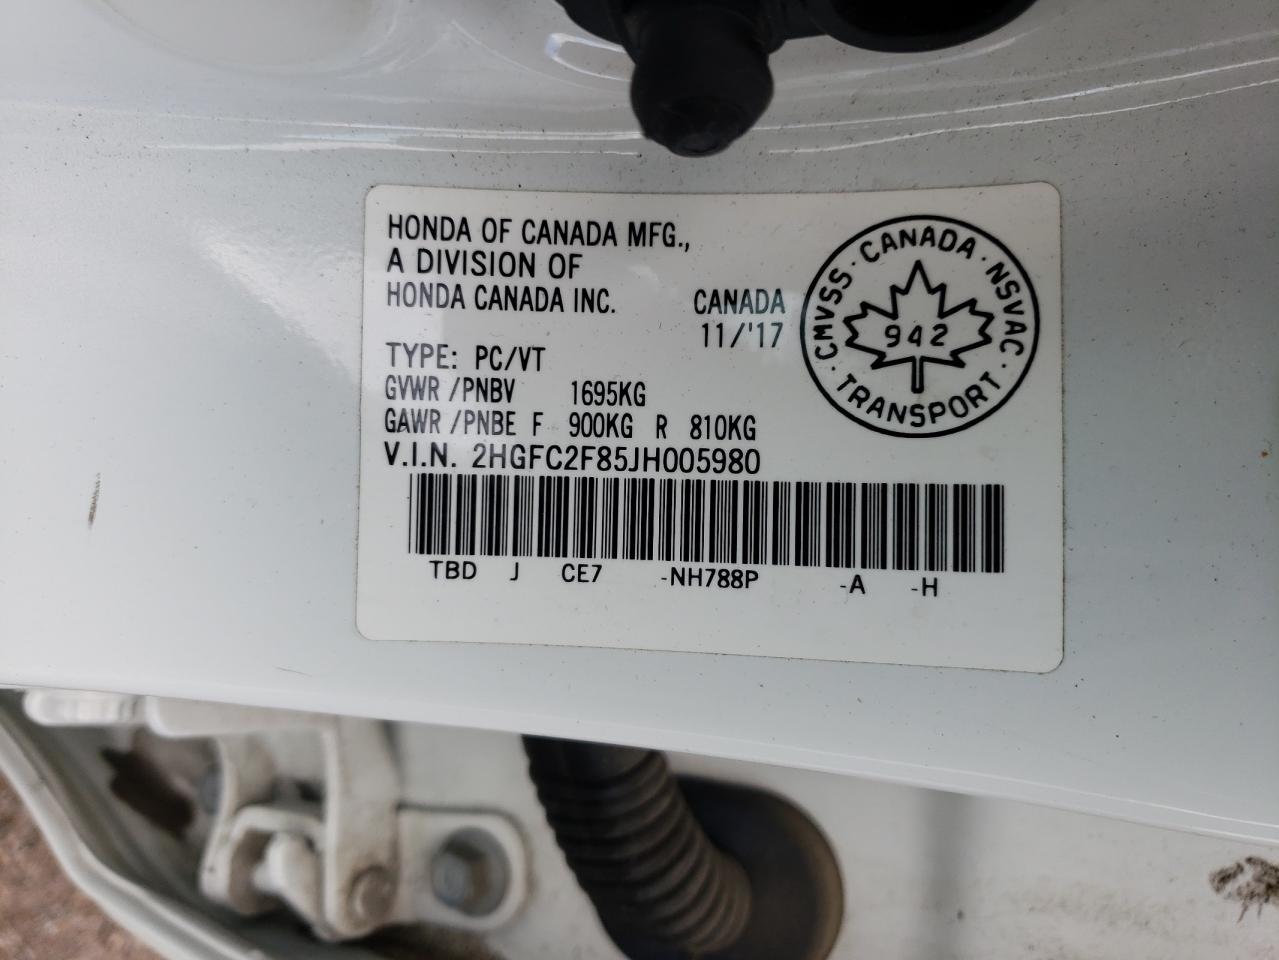 HONDA OF CANADA MFG.,
A DIVISION OF
HONDA CANADA INC. CANADA
11/'17
TYPE: PC/VT
GVWR /PNBV 1695KG
GAWR /PNBE F 900KG R 810KG
V.I.N. 2HGFC2F85JH005980
TBD J CE7 -NH788P -A -H
CMVSS · CANADA · NSVAC · TRANSPORT ·
942